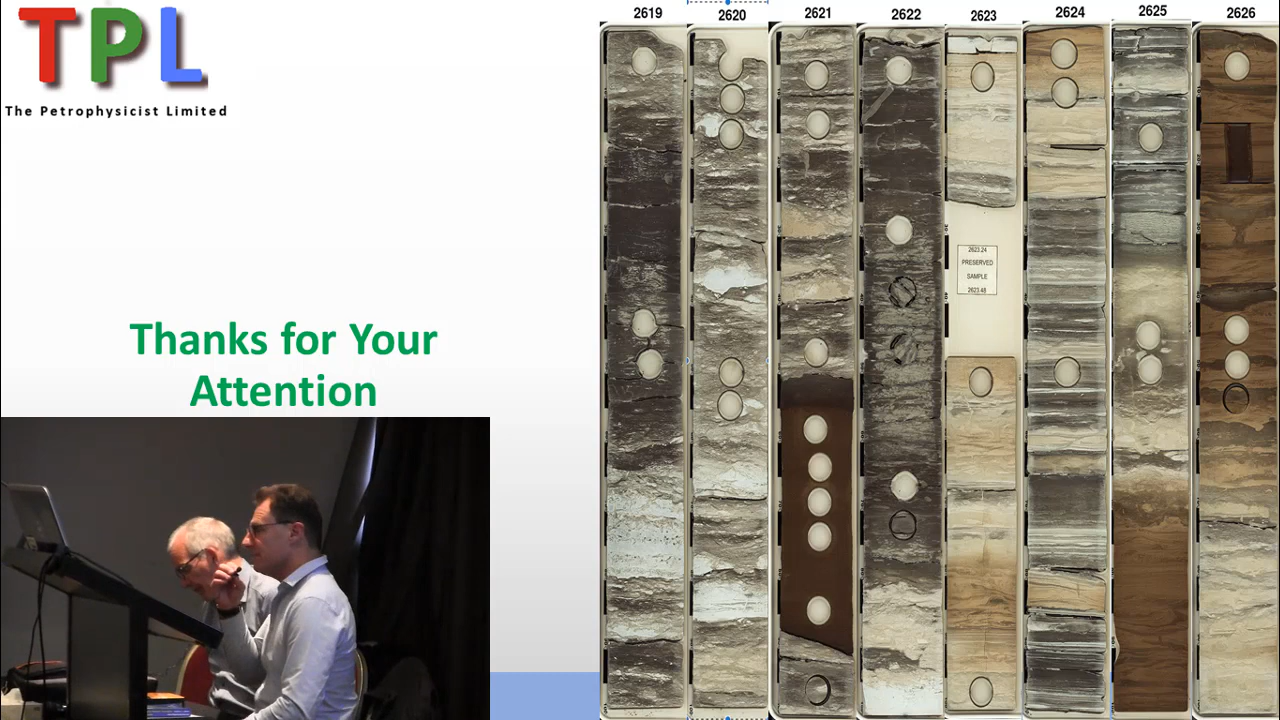 TPL
The Petrophysicist Limited
Thanks for Your
Attention
2619 2620 2621 2622 2623 2624 2625 2626
2623.24
PRESERVED
SAMPLE
2623.48